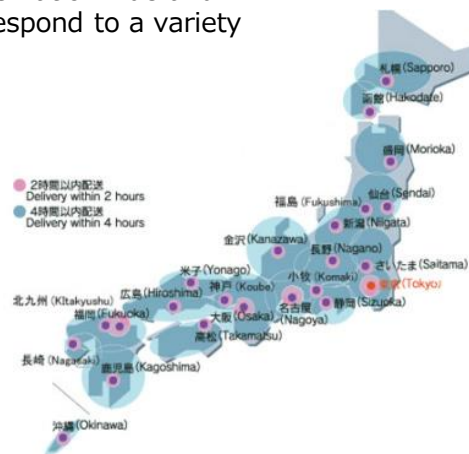 espond to a variety
札幌(Sapporo)
函館(Hakodate)
盛岡(Morioka)
2時間以内配送
Delivery within 2 hours
4時間以内配送
Delivery within 4 hours
仙台(Sendai)
福島(Fukushima)
新潟(Niigata)
金沢(Kanazawa)
長野(Nagano)
さいたま(Saitama)
米子(Yonago)
小牧(Komaki)
東京(Tokyo)
北九州(KItakyushu)
広島(Hiroshima)
神戸(Koube)
名古屋
(Nagoya)
静岡(Sizuoka)
福岡(Fukuoka)
大阪(Osaka)
高松(Takamatsu)
長崎(Nagasaki)
鹿児島(Kagoshima)
沖縄(Okinawa)